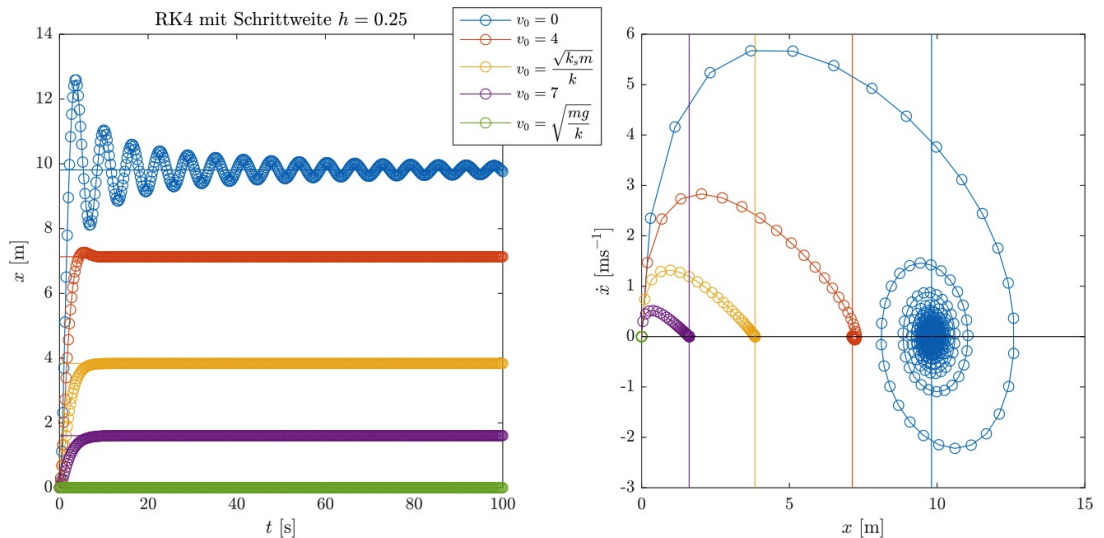 RK4 mit Schrittweite h = 0.25
14
12
10
8
6
4
2
0
x [m]
0 20 40 60 80 100
t [s]
v₀ = 0
v₀ = 4
v₀ = √(kₛm)/k
v₀ = 7
v₀ = √(mg/k)
6
5
4
3
2
1
0
-1
-2
-3
ẋ [ms⁻¹]
0 5 10 15
x [m]